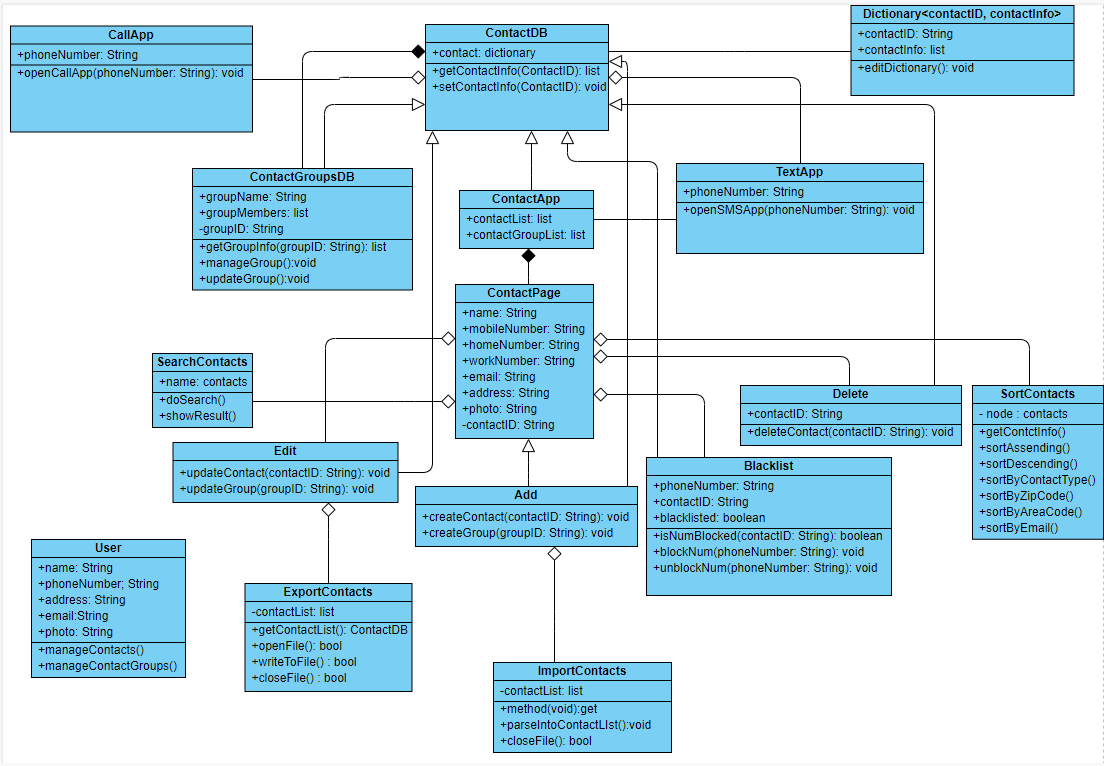 CallApp
+phoneNumber: String
+openCallApp(phoneNumber: String): void
ContactDB
+contact: dictionary
+getContactInfo(ContactID): list
+setContactInfo(ContactID): void
Dictionary<contactID, contactInfo>
+contactID: String
+contactInfo: list
+editDictionary(): void
ContactGroupsDB
+groupName: String
+groupMembers: list
-groupID: String
+getGroupInfo(groupID: String): list
+manageGroup():void
+updateGroup():void
ContactApp
+contactList: list
+contactGroupList: list
TextApp
+phoneNumber: String
+openSMSApp(phoneNumber: String): void
ContactPage
+name: String
+mobileNumber: String
+homeNumber: String
+workNumber: String
+email: String
+address: String
+photo: String
-contactID: String
SearchContacts
+name: contacts
+doSearch()
+showResult()
Edit
+updateContact(contactID: String): void
+updateGroup(groupID: String): void
Delete
+contactID: String
+deleteContact(contactID: String): void
SortContacts
- node : contacts
+getContctInfo()
+sortAssending()
+sortDescending()
+sortByContactType()
+sortByZipCode()
+sortByAreaCode()
+sortByEmail()
Add
+createContact(contactID: String): void
+createGroup(groupID: String): void
Blacklist
+phoneNumber: String
+contactID: String
+blacklisted: boolean
+isNumBlocked(contactID: String): boolean
+blockNum(phoneNumber: String): void
+unblockNum(phoneNumber: String): void
User
+name: String
+phoneNumber; String
+address: String
+email:String
+photo: String
+manageContacts()
+manageContactGroups()
ExportContacts
-contactList: list
+getContactList(): ContactDB
+openFile(): bool
+writeToFile() : bool
+closeFile() : bool
ImportContacts
-contactList: list
+method(void):get
+parseIntoContactLIst():void
+closeFile(): bool